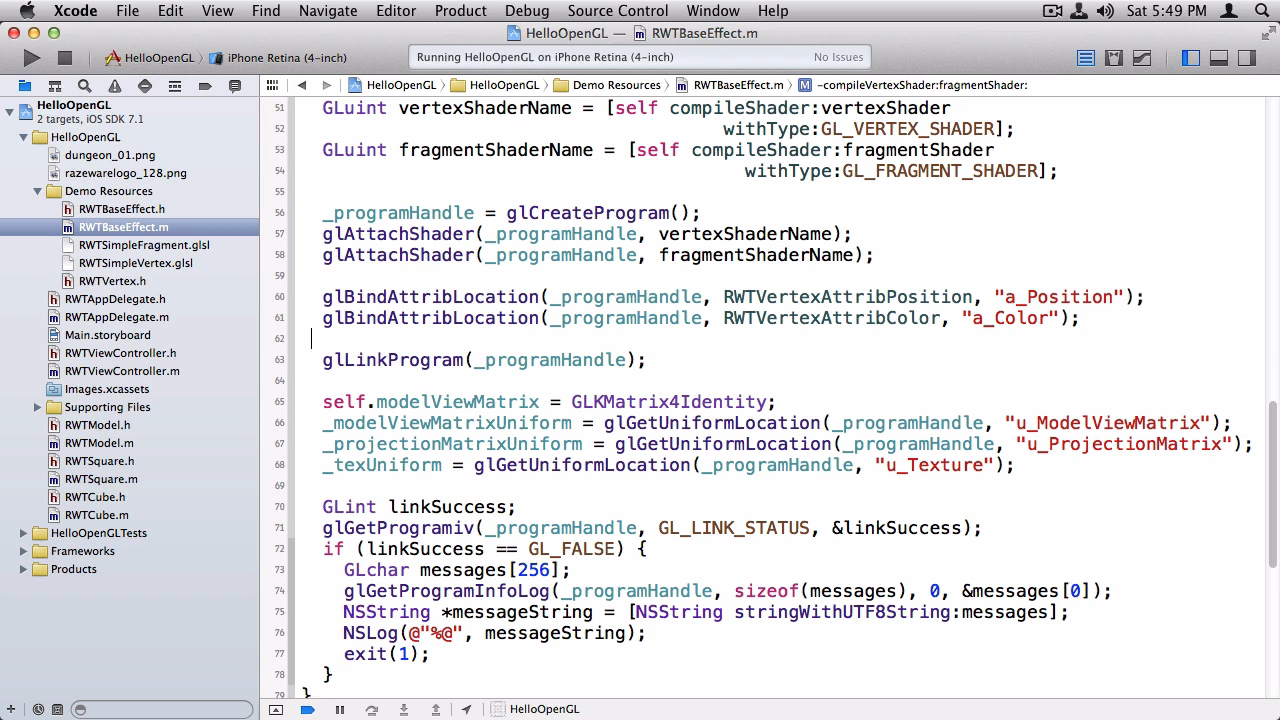 Xcode File Edit View Find Navigate Editor Product Debug Source Control Window Help Sat 5:49 PM
HelloOpenGL — RWTBaseEffect.m
HelloOpenGL iPhone Retina (4-inch) Running HelloOpenGL on iPhone Retina (4-inch) No Issues
HelloOpenGL HelloOpenGL Demo Resources RWTBaseEffect.m M -compileVertexShader:fragmentShader:
HelloOpenGL
2 targets, iOS SDK 7.1
HelloOpenGL
dungeon_01.png
razewarelogo_128.png
Demo Resources
RWTBaseEffect.h
RWTBaseEffect.m
RWTSimpleFragment.glsl
RWTSimpleVertex.glsl
RWTVertex.h
RWTAppDelegate.h
RWTAppDelegate.m
Main.storyboard
RWTViewController.h
RWTViewController.m
Images.xcassets
Supporting Files
RWTModel.h
RWTModel.m
RWTSquare.h
RWTSquare.m
RWTCube.h
RWTCube.m
HelloOpenGLTests
Frameworks
Products
51 GLuint vertexShaderName = [self compileShader:vertexShader
52 withType:GL_VERTEX_SHADER];
53 GLuint fragmentShaderName = [self compileShader:fragmentShader
54 withType:GL_FRAGMENT_SHADER];
55
56 _programHandle = glCreateProgram();
57 glAttachShader(_programHandle, vertexShaderName);
58 glAttachShader(_programHandle, fragmentShaderName);
59
60 glBindAttribLocation(_programHandle, RWTVertexAttribPosition, "a_Position");
61 glBindAttribLocation(_programHandle, RWTVertexAttribColor, "a_Color");
62
63 glLinkProgram(_programHandle);
64
65 self.modelViewMatrix = GLKMatrix4Identity;
66 _modelViewMatrixUniform = glGetUniformLocation(_programHandle, "u_ModelViewMatrix");
67 _projectionMatrixUniform = glGetUniformLocation(_programHandle, "u_ProjectionMatrix");
68 _texUniform = glGetUniformLocation(_programHandle, "u_Texture");
69
70 GLint linkSuccess;
71 glGetProgramiv(_programHandle, GL_LINK_STATUS, &linkSuccess);
72 if (linkSuccess == GL_FALSE) {
73 GLchar messages[256];
74 glGetProgramInfoLog(_programHandle, sizeof(messages), 0, &messages[0]);
75 NSString *messageString = [NSString stringWithUTF8String:messages];
76 NSLog(@"%@", messageString);
77 exit(1);
78 }
79 }
HelloOpenGL